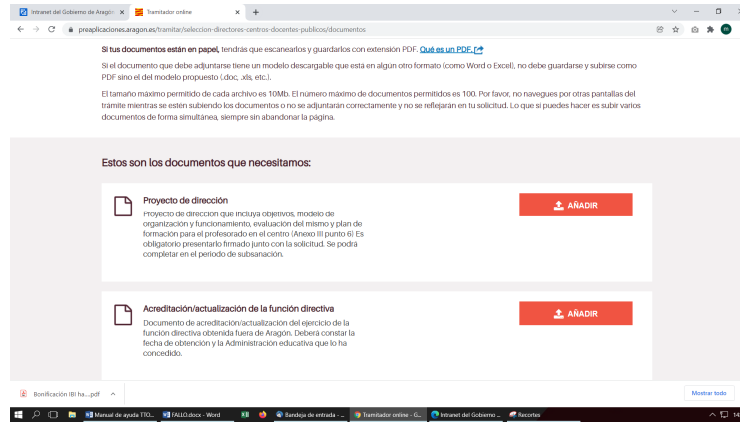 Intranet del Gobierno de Aragón
Tramitador online
preaplicaciones.aragon.es/tramitar/seleccion-directores-centros-docentes-publicos/documentos
Si tus documentos están en papel, tendras que escanearlos y guardarlos con extensión PDF. Qué es un PDF.
Si el documento que debe adjuntarse tiene un modelo descargable que está en algún otro formato (como Word o Excel), no debe guardarse y subirse como
PDF sino el del modelo propuesto (.doc, .xls, etc.).
El tamaño máximo permitido de cada archivo es 10Mb. El número máximo de documentos permitidos es 100. Por favor, no navegues por otras pantallas del
trámite mientras se estén subiendo los documentos o no se adjuntarán correctamente y no se reflejarán en tu solicitud. Lo que sí puedes hacer es subir varios
documentos de forma simultánea, siempre sin abandonar la página.
Estos son los documentos que necesitamos:
Proyecto de dirección
Proyecto de dirección que incluya objetivos, modelo de
organización y funcionamiento, evaluación del mismo y plan de
formación para el profesorado en el centro (Anexo III punto 6) Es
obligatorio presentarlo firmado junto con la solicitud. Se podrá
completar en el periodo de subsanación.
AÑADIR
Acreditación/actualización de la función directiva
Documento de acreditación/actualización del ejercicio de la
función directiva obtenida fuera de Aragón. Deberá constar la
fecha de obtención y la Administración educativa que lo ha
concedido.
AÑADIR
Bonificación IBI ha....pdf
Mostrar todo
Manual de ayuda TTO...
FALLO.docx - Word
Bandeja de entrada - ...
Tramitador online - G...
Intranet del Gobierno ...
Recortes
14